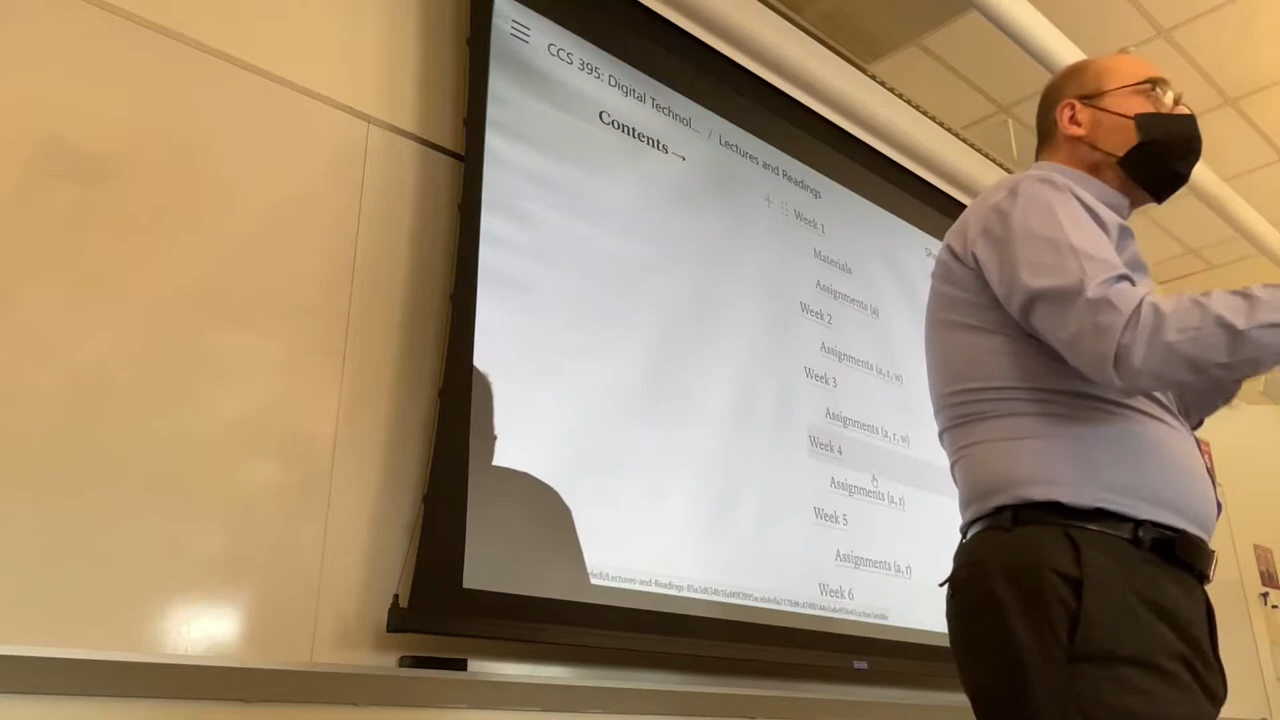 CCS 395: Digital Technol... / Lectures and Readings
Contents→
Week 1
Materials
Assignments (a)
Week 2
Assignments (a, r, w)
Week 3
Assignments (a, r, w)
Week 4
Assignments (a, r)
Week 5
Assignments (a, r)
Week 6